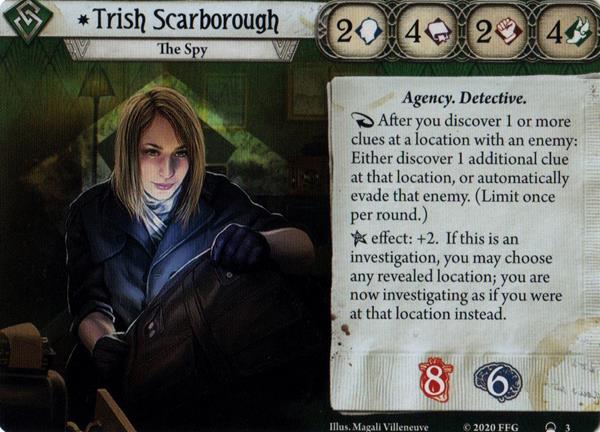 *Trish Scarborough
The Spy
2 4 2 4
Agency. Detective.
After you discover 1 or more
clues at a location with an enemy:
Either discover 1 additional clue
at that location, or automatically
evade that enemy. (Limit once
per round.)
effect: +2. If this is an
investigation, you may choose
any revealed location; you are
now investigating as if you were
at that location instead.
8 6
Illus. Magali Villeneuve © 2020 FFG 3